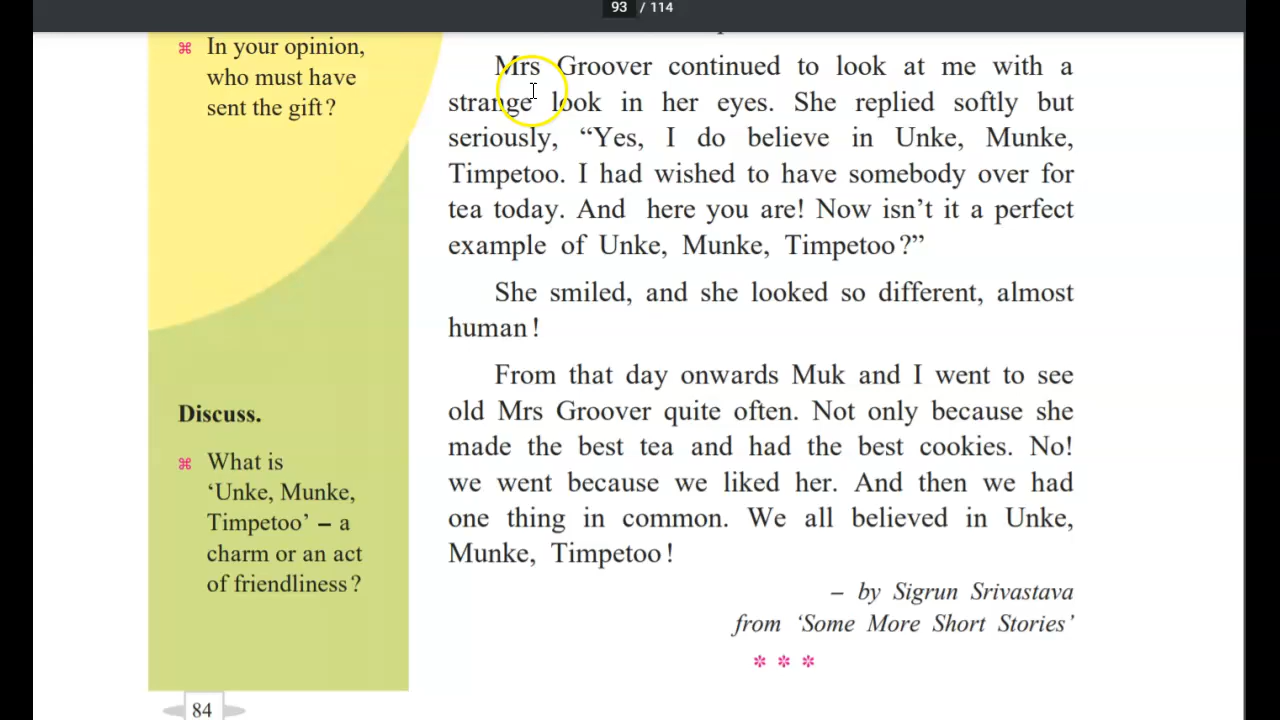 93 / 114
⌘ In your opinion,
who must have
sent the gift?
Mrs Groover continued to look at me with a
strange look in her eyes. She replied softly but
seriously, “Yes, I do believe in Unke, Munke,
Timpetoo. I had wished to have somebody over for
tea today. And here you are! Now isn’t it a perfect
example of Unke, Munke, Timpetoo?”
She smiled, and she looked so different, almost
human!
From that day onwards Muk and I went to see
old Mrs Groover quite often. Not only because she
made the best tea and had the best cookies. No!
we went because we liked her. And then we had
one thing in common. We all believed in Unke,
Munke, Timpetoo!
– by Sigrun Srivastava
from ‘Some More Short Stories’
Discuss.
⌘ What is
‘Unke, Munke,
Timpetoo’ – a
charm or an act
of friendliness?
84